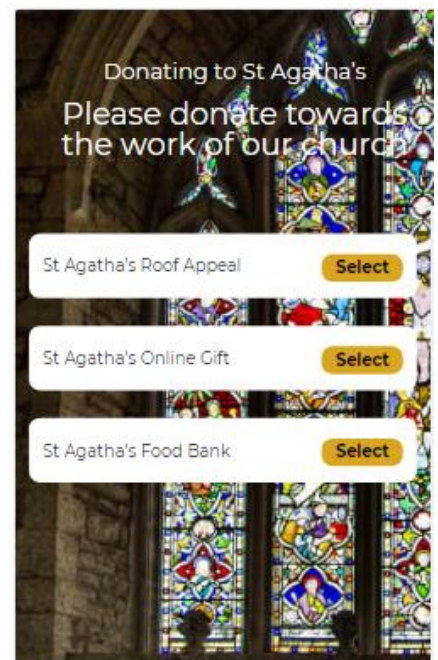 Donating to St Agatha's
Please donate towards
the work of our church
St Agatha's Roof Appeal
Select
St Agatha's Online Gift
Select
St Agatha's Food Bank
Select